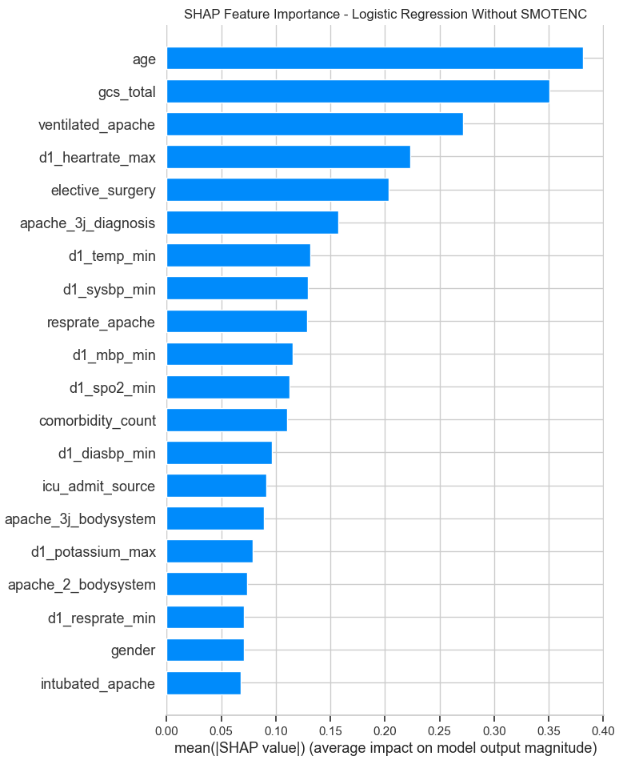 SHAP Feature Importance - Logistic Regression Without SMOTENC
age
gcs_total
ventilated_apache
d1_heartrate_max
elective_surgery
apache_3j_diagnosis
d1_temp_min
d1_sysbp_min
resprate_apache
d1_mbp_min
d1_spo2_min
comorbidity_count
d1_diasbp_min
icu_admit_source
apache_3j_bodysystem
d1_potassium_max
apache_2_bodysystem
d1_resprate_min
gender
intubated_apache
0.00 0.05 0.10 0.15 0.20 0.25 0.30 0.35 0.40
mean(|SHAP value|) (average impact on model output magnitude)